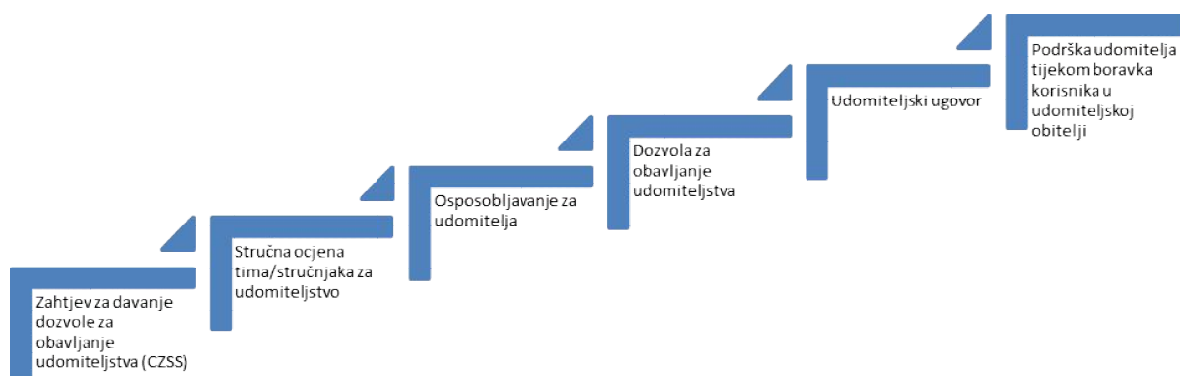 Zahtjev za davanje
dozvole za
obavljanje
udomiteljstva (CZSS)
Stručna ocjena
tima/stručnjaka za
udomiteljstvo
Osposobljavanje za
udomitelja
Dozvola za
obavljanje
udomiteljstva
Udomiteljski ugovor
Podrška udomitelja
tijekom boravka
korisnika u
udomiteljskoj
obitelji